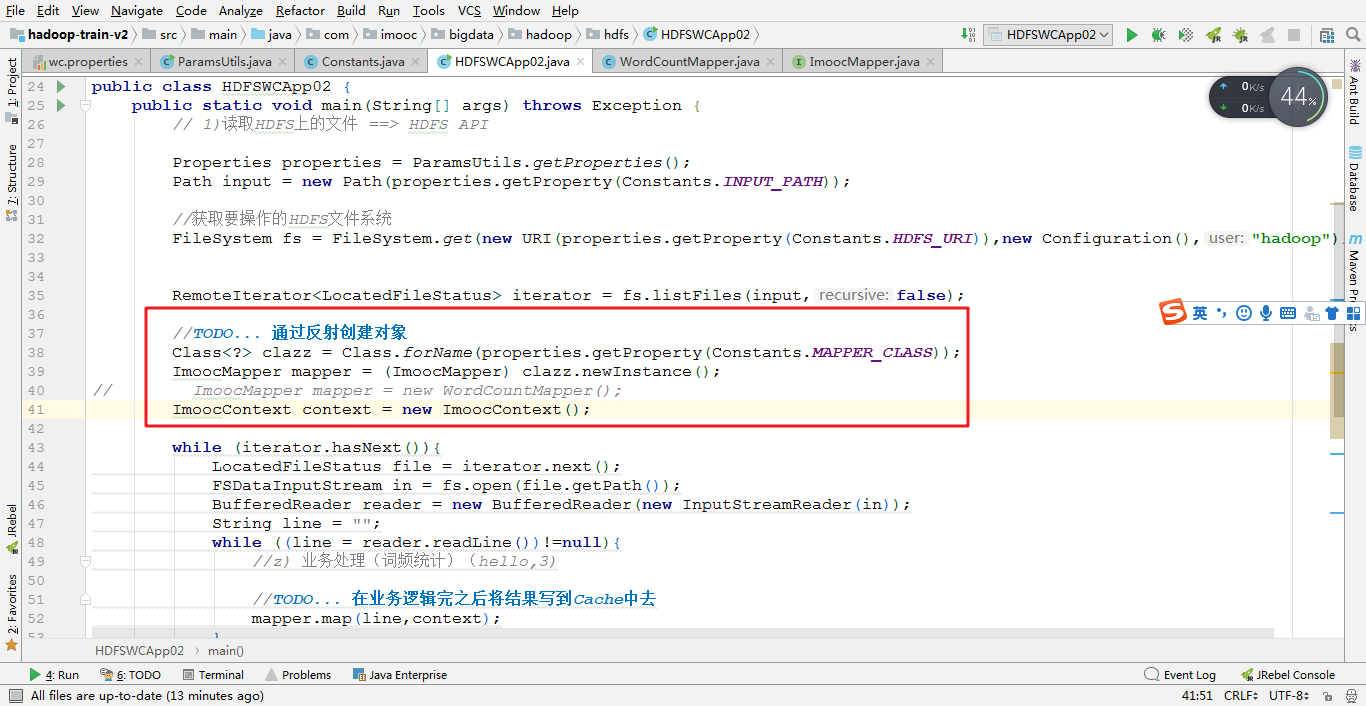 File Edit View Navigate Code Analyze Refactor Build Run Tools VCS Window Help
hadoop-train-v2 src main java com imooc bigdata hadoop hdfs HDFSWCApp02 HDFSWCApp02
wc.properties ParamsUtils.java Constants.java HDFSWCApp02.java WordCountMapper.java ImoocMapper.java
1: Project
7: Structure
JRebel
2: Favorites
24 public class HDFSWCApp02 {
25 public static void main(String[] args) throws Exception {
26 // 1)读取HDFS上的文件 ==> HDFS API
27
28 Properties properties = ParamsUtils.getProperties();
29 Path input = new Path(properties.getProperty(Constants.INPUT_PATH));
30
31 //获取要操作的HDFS文件系统
32 FileSystem fs = FileSystem.get(new URI(properties.getProperty(Constants.HDFS_URI)),new Configuration(), user: "hadoop")
33
34
35 RemoteIterator<LocatedFileStatus> iterator = fs.listFiles(input, recursive: false);
36
37 //TODO... 通过反射创建对象
38 Class<?> clazz = Class.forName(properties.getProperty(Constants.MAPPER_CLASS));
39 ImoocMapper mapper = (ImoocMapper) clazz.newInstance();
40 // ImoocMapper mapper = new WordCountMapper();
41 ImoocContext context = new ImoocContext();
42
43 while (iterator.hasNext()){
44 LocatedFileStatus file = iterator.next();
45 FSDataInputStream in = fs.open(file.getPath());
46 BufferedReader reader = new BufferedReader(new InputStreamReader(in));
47 String line = "";
48 while ((line = reader.readLine())!=null){
49 //z) 业务处理（词频统计）（hello,3)
50
51 //TODO... 在业务逻辑完之后将结果写到Cache中去
52 mapper.map(line,context);
53 }
0K/s
0K/s
44%
英
Ant Build
Database
Maven
HDFSWCApp02 main()
4: Run 6: TODO Terminal Problems Java Enterprise Event Log JRebel Console
All files are up-to-date (13 minutes ago) 41:51 CRLF UTF-8